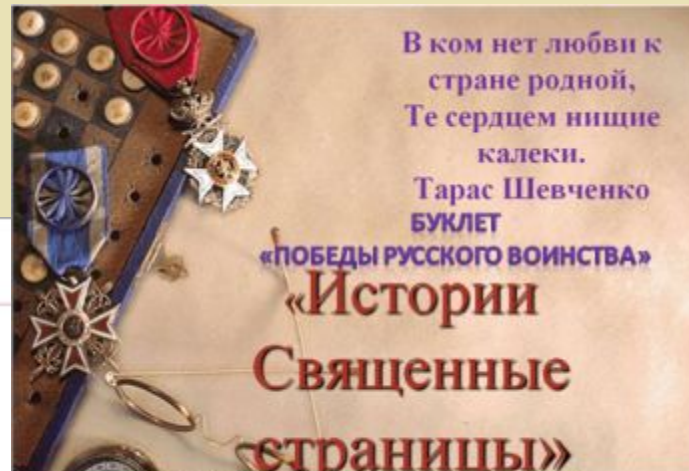 В ком нет любви к
стране родной,
Те сердцем нищие
калеки.
Тарас Шевченко
БУКЛЕТ
«ПОБЕДЫ РУССКОГО ВОИНСТВА»
«Истории
Священные
страницы»